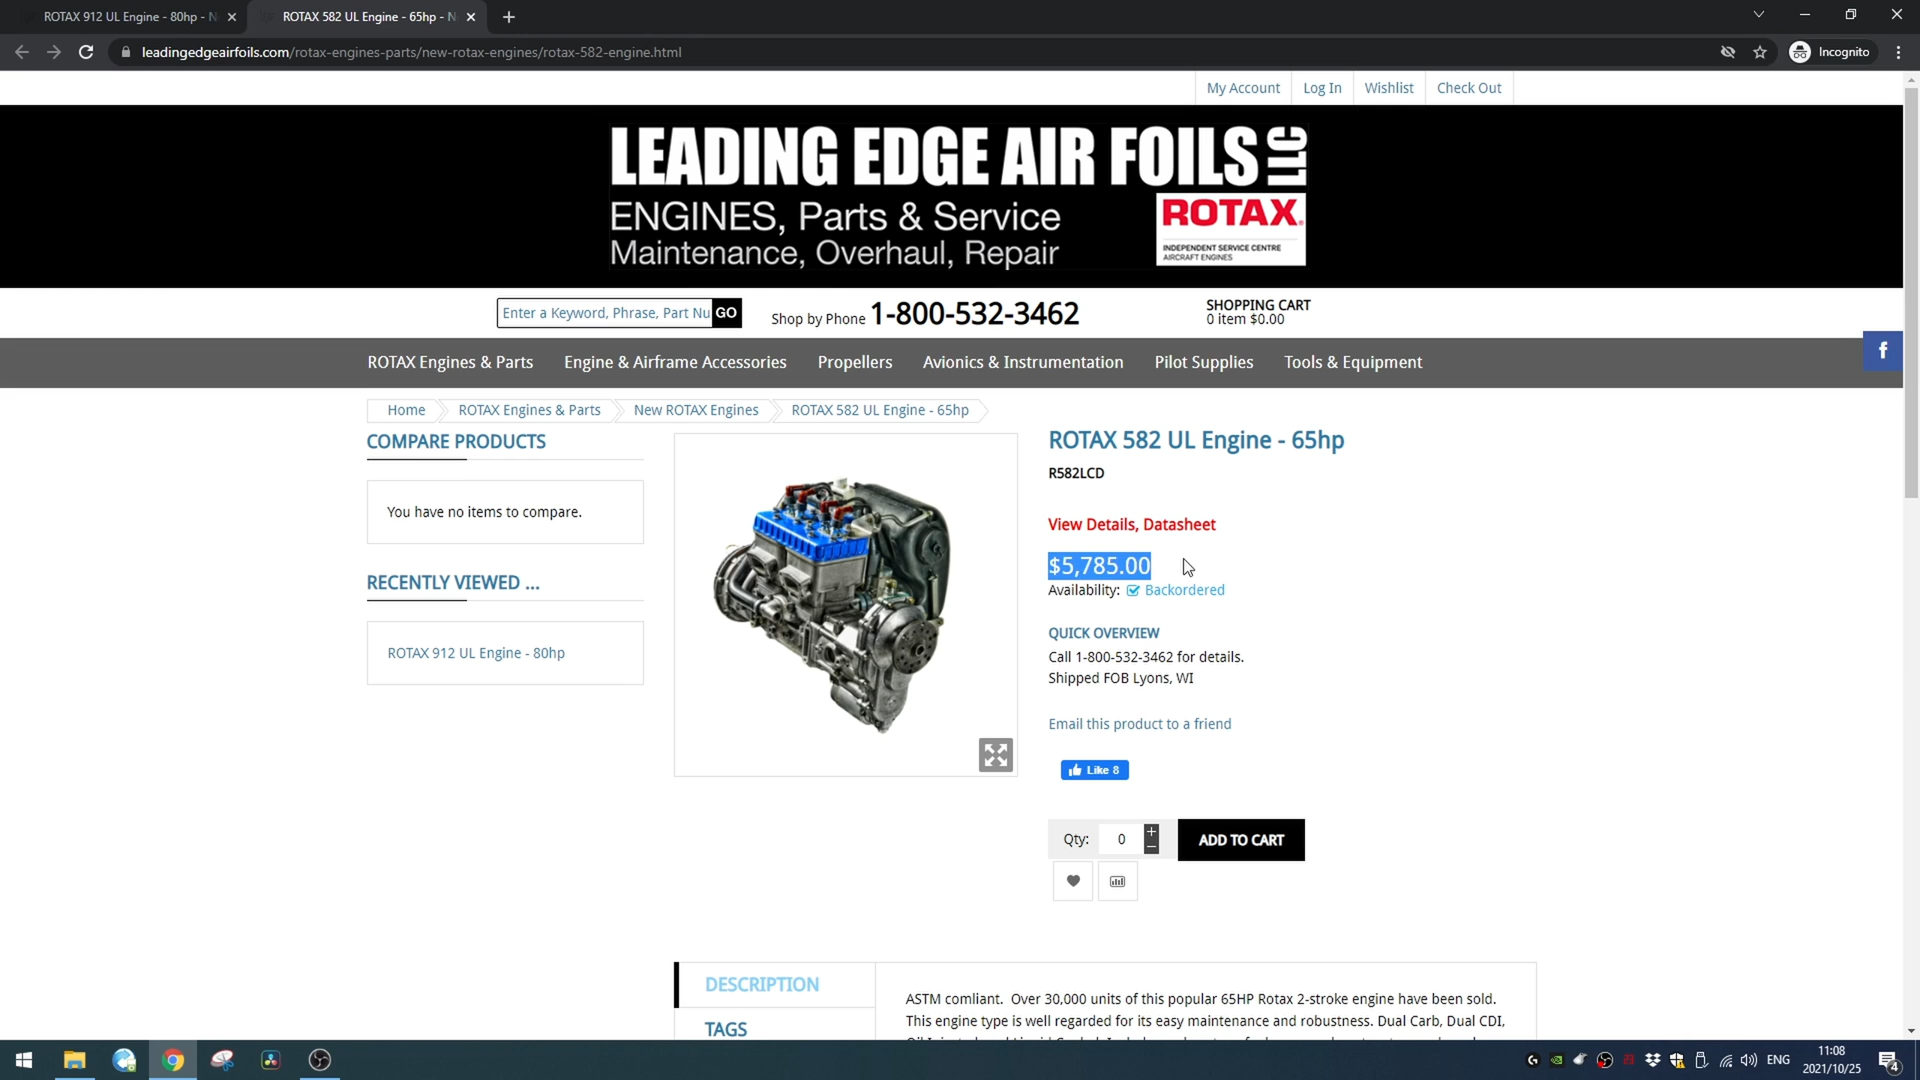 ROTAX 912 UL Engine - 80hp - N
ROTAX 582 UL Engine - 65hp - N
leadingedgeairfoils.com/rotax-engines-parts/new-rotax-engines/rotax-582-engine.html
Incognito
My Account
Log In
Wishlist
Check Out
LEADING EDGE AIR FOILS LLC
ENGINES, Parts & Service
Maintenance, Overhaul, Repair
ROTAX.
INDEPENDENT SERVICE CENTRE
AIRCRAFT ENGINES
Enter a Keyword, Phrase, Part Nu
GO
Shop by Phone 1-800-532-3462
SHOPPING CART
0 item $0.00
ROTAX Engines & Parts
Engine & Airframe Accessories
Propellers
Avionics & Instrumentation
Pilot Supplies
Tools & Equipment
f
Home
ROTAX Engines & Parts
New ROTAX Engines
ROTAX 582 UL Engine - 65hp
COMPARE PRODUCTS
You have no items to compare.
RECENTLY VIEWED ...
ROTAX 912 UL Engine - 80hp
ROTAX 582 UL Engine - 65hp
R582LCD
View Details, Datasheet
$5,785.00
Availability: Backordered
QUICK OVERVIEW
Call 1-800-532-3462 for details.
Shipped FOB Lyons, WI
Email this product to a friend
Like 8
Qty: 0 + −
ADD TO CART
DESCRIPTION
TAGS
ASTM comliant. Over 30,000 units of this popular 65HP Rotax 2-stroke engine have been sold.
This engine type is well regarded for its easy maintenance and robustness. Dual Carb, Dual CDI,
ENG
11:08
2021/10/25
4